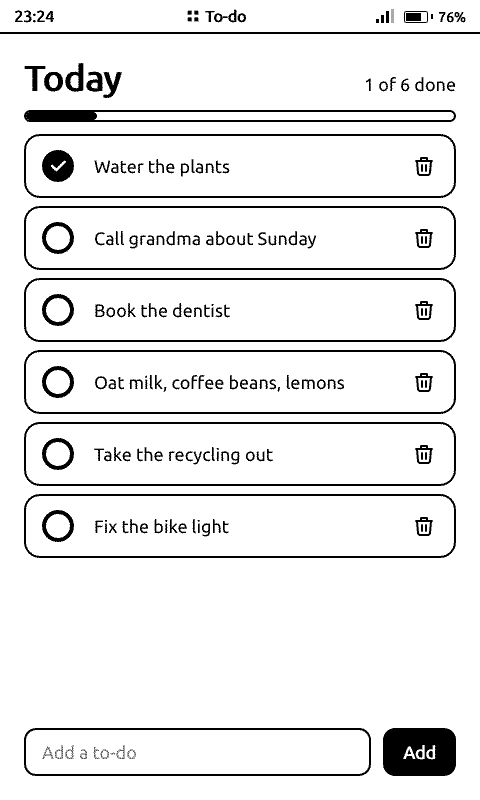 23:24
To-do
76%
Today
1 of 6 done
Water the plants
Call grandma about Sunday
Book the dentist
Oat milk, coffee beans, lemons
Take the recycling out
Fix the bike light
Add a to-do
Add